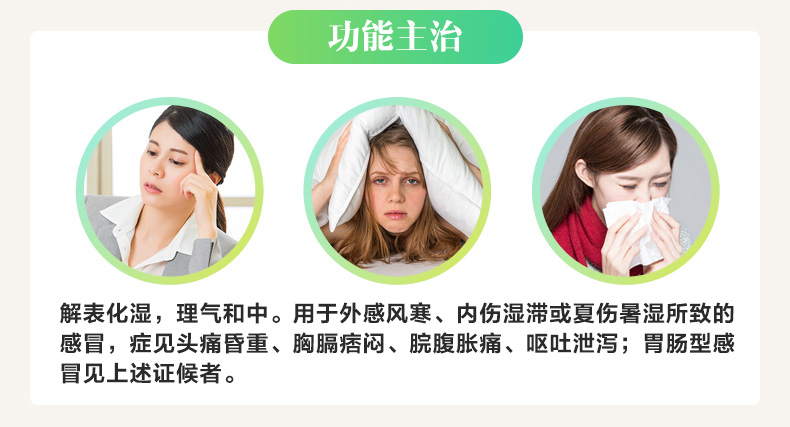 功能主治
解表化湿，理气和中。用于外感风寒、内伤湿滞或夏伤暑湿所致的
感冒，症见头痛昏重、胸膈痞闷、脘腹胀痛、呕吐泄泻；胃肠型感
冒见上述证候者。